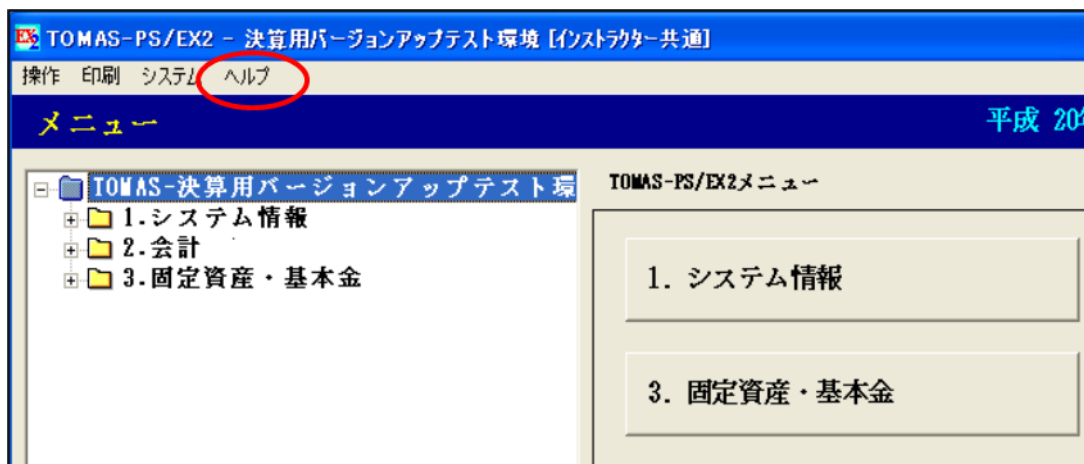 TOMAS-PS/EX2 - 決算用バージョンアップテスト環境 [インストラクター共通]
操作 印刷 システム ヘルプ
メニュー
平成 20年
TOMAS-決算用バージョンアップテスト環
1.システム情報
2.会計
3.固定資産・基本金
TOMAS-PS/EX2メニュー
1. システム情報
3. 固定資産・基本金